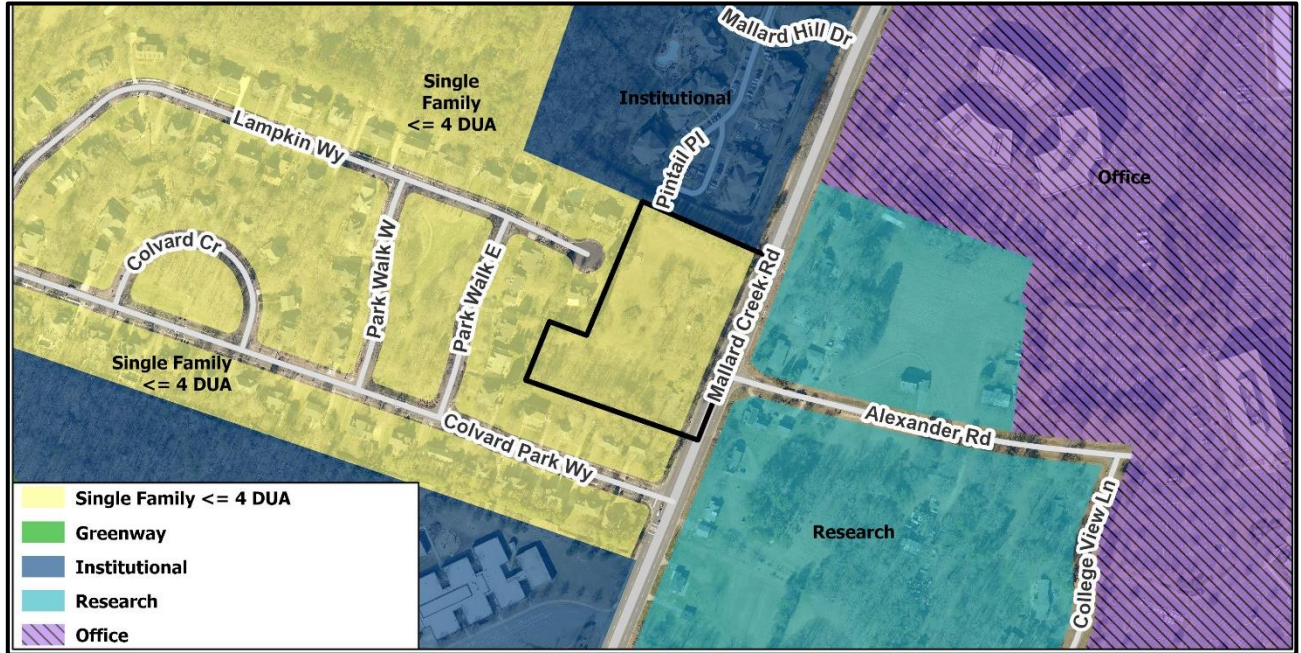 Mallard Hill Dr
Single
Family
<= 4 DUA
Institutional
Lampkin Wy
Pintail Pl
Office
Colvard Cr
Park Walk W
Park Walk E
Mallard Creek Rd
Single Family
<= 4 DUA
Colvard Park Wy
Alexander Rd
College View Ln
Research
Single Family <= 4 DUA
Greenway
Institutional
Research
Office